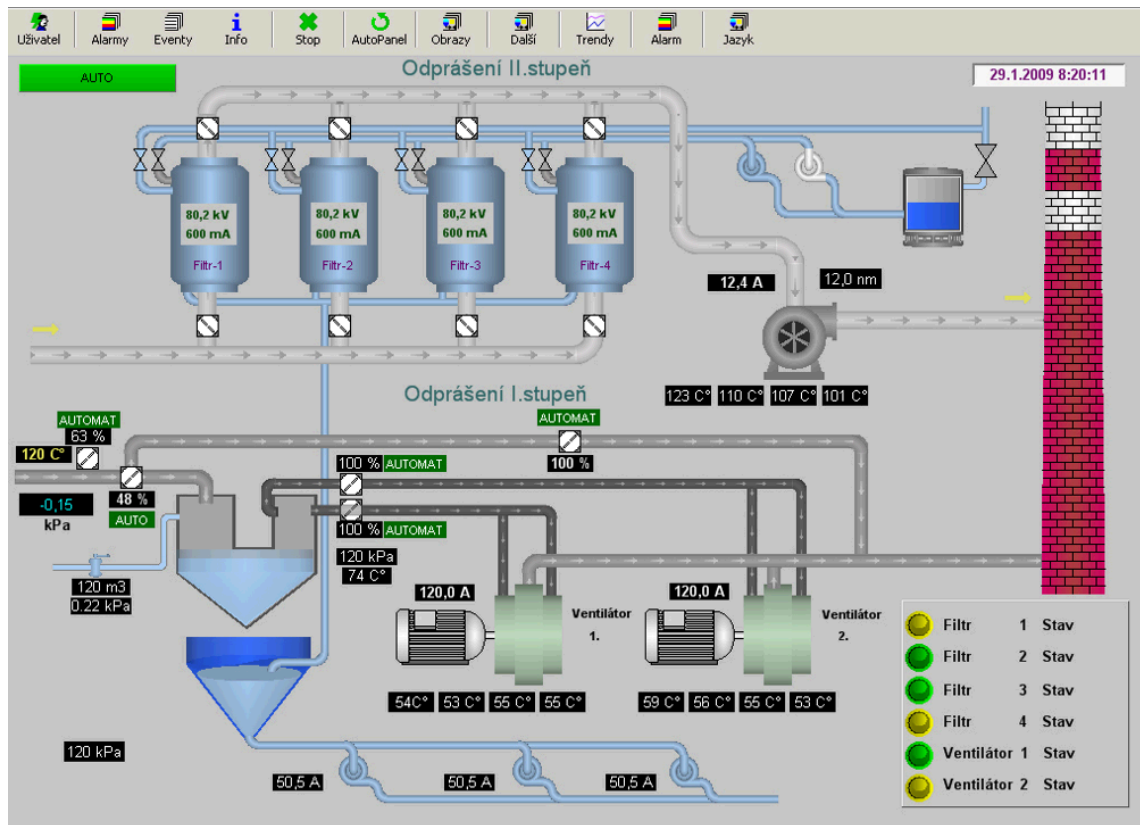 Uživatel Alarmy Eventy Info Stop AutoPanel Obrazy Další Trendy Alarm Jazyk
AUTO
Odprášení II.stupeň
29.1.2009 8:20:11
80,2 kV 80,2 kV 80,2 kV 80,2 kV
600 mA 600 mA 600 mA 600 mA
Filtr-1 Filtr-2 Filtr-3 Filtr-4
12,4 A 12,0 nm
123 C° 110 C° 107 C° 101 C°
Odprášení I.stupeň
AUTOMAT
63 %
120 C°
AUTOMAT
100 %
100 % AUTOMAT
-0,15
kPa
48 %
AUTO
100 % AUTOMAT
120 kPa
74 C°
120 m3
0.22 kPa
120,0 A
Ventilátor
1.
120,0 A
Ventilátor
2.
54C° 53 C° 55 C° 55 C°
59 C° 56 C° 55 C° 53 C°
120 kPa
50,5 A 50,5 A 50,5 A
Filtr 1 Stav
Filtr 2 Stav
Filtr 3 Stav
Filtr 4 Stav
Ventilátor 1 Stav
Ventilátor 2 Stav